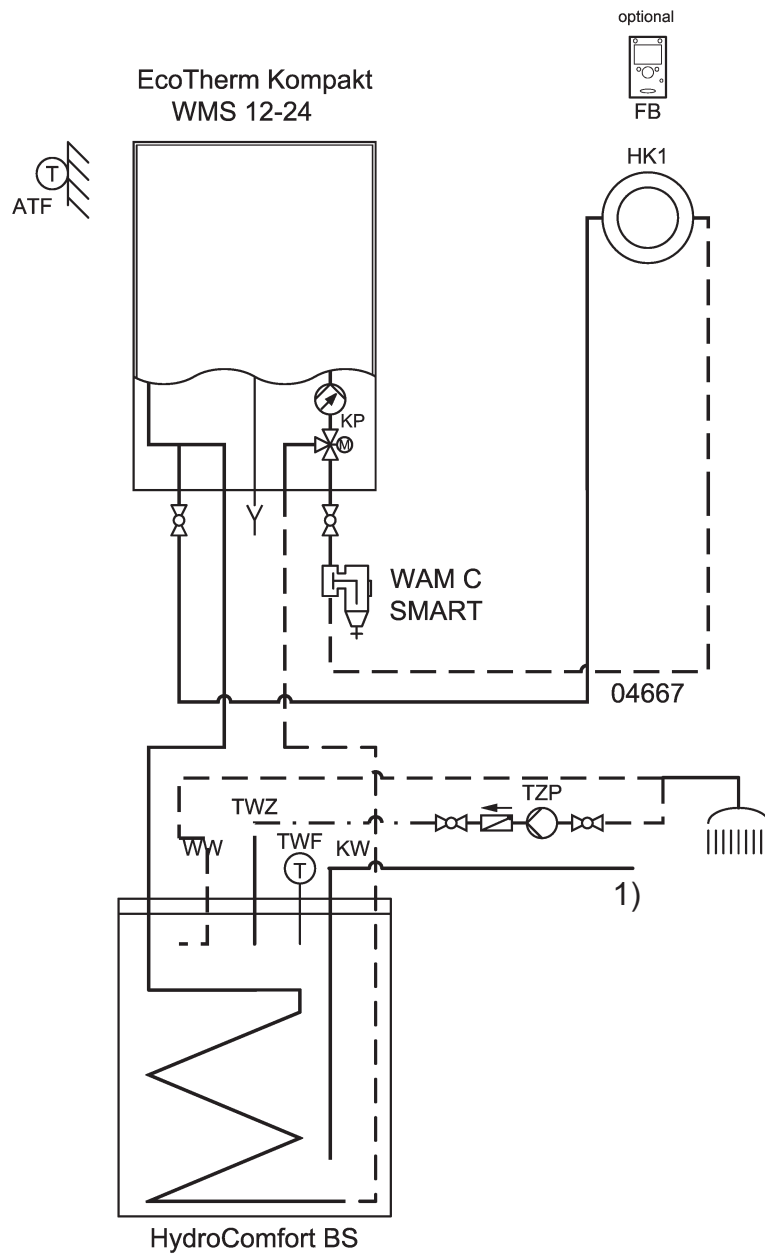 optional
FB
EcoTherm Kompakt
WMS 12-24
HK1
T
ATF
KP
M
WAM C
SMART
04667
TZP
TWZ
WW
TWF
KW
T
1)
HydroComfort BS